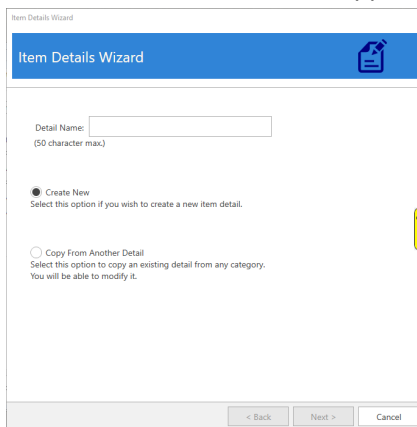 Item Details Wizard
Item Details Wizard
Detail Name:
(50 character max.)
Create New
Select this option if you wish to create a new item detail.
Copy From Another Detail
Select this option to copy an existing detail from any category.
You will be able to modify it.
< Back Next > Cancel